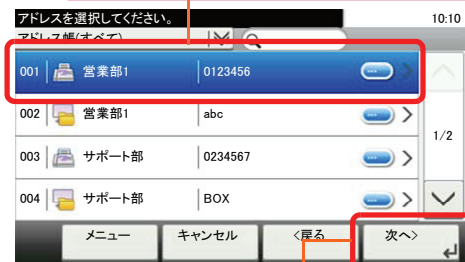 アドレスを選択してください。 10:10
アドレス帳(すべて)
001 営業部1 0123456
002 営業部1 abc
1/2
003 サポート部 0234567
004 サポート部 BOX
メニュー キャンセル <戻る 次へ>